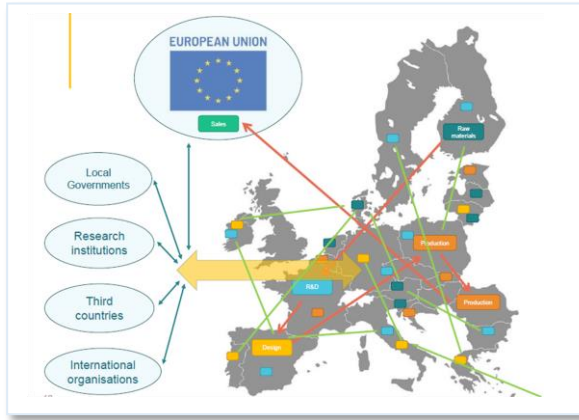 EUROPEAN UNION
Sales
Local
Governments
Research
institutions
Third
countries
International
organisations
Raw
materials
Production
R&D
Production
Design